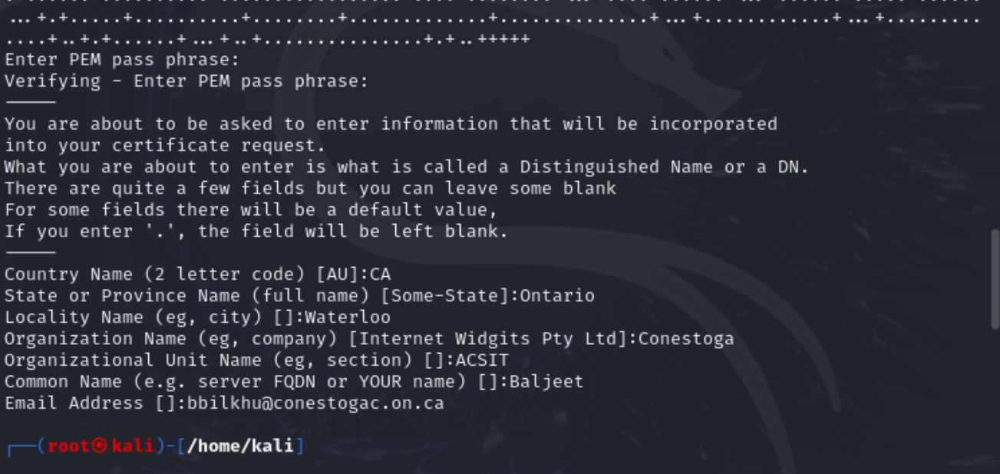 ... +.+.....+..........+........+.............+..............+ ... +............+ ... +.........
....+ .. +.+......+ ... + .. +...............+.+ .. +++++
Enter PEM pass phrase:
Verifying - Enter PEM pass phrase:
-----
You are about to be asked to enter information that will be incorporated
into your certificate request.
What you are about to enter is what is called a Distinguished Name or a DN.
There are quite a few fields but you can leave some blank
For some fields there will be a default value,
If you enter '.', the field will be left blank.
-----
Country Name (2 letter code) [AU]:CA
State or Province Name (full name) [Some-State]:Ontario
Locality Name (eg, city) []:Waterloo
Organization Name (eg, company) [Internet Widgits Pty Ltd]:Conestoga
Organizational Unit Name (eg, section) []:ACSIT
Common Name (e.g. server FQDN or YOUR name) []:Baljeet
Email Address []:bbilkhu@conestogac.on.ca
┌──(root㉿kali)-[/home/kali]